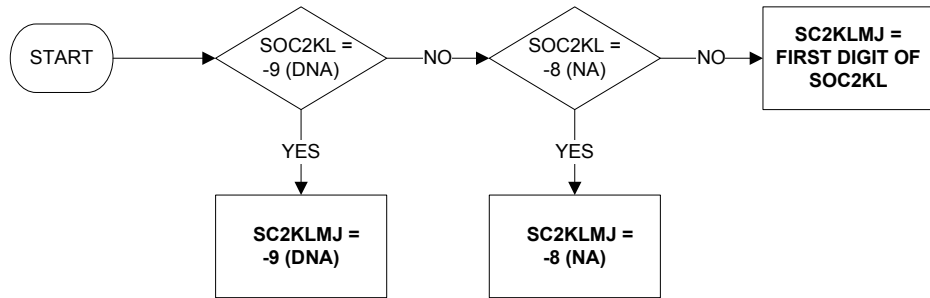 START
SOC2KL =
-9 (DNA)
NO
SOC2KL =
-8 (NA)
NO
SC2KLMJ =
FIRST DIGIT OF
SOC2KL
YES
YES
SC2KLMJ =
-9 (DNA)
SC2KLMJ =
-8 (NA)